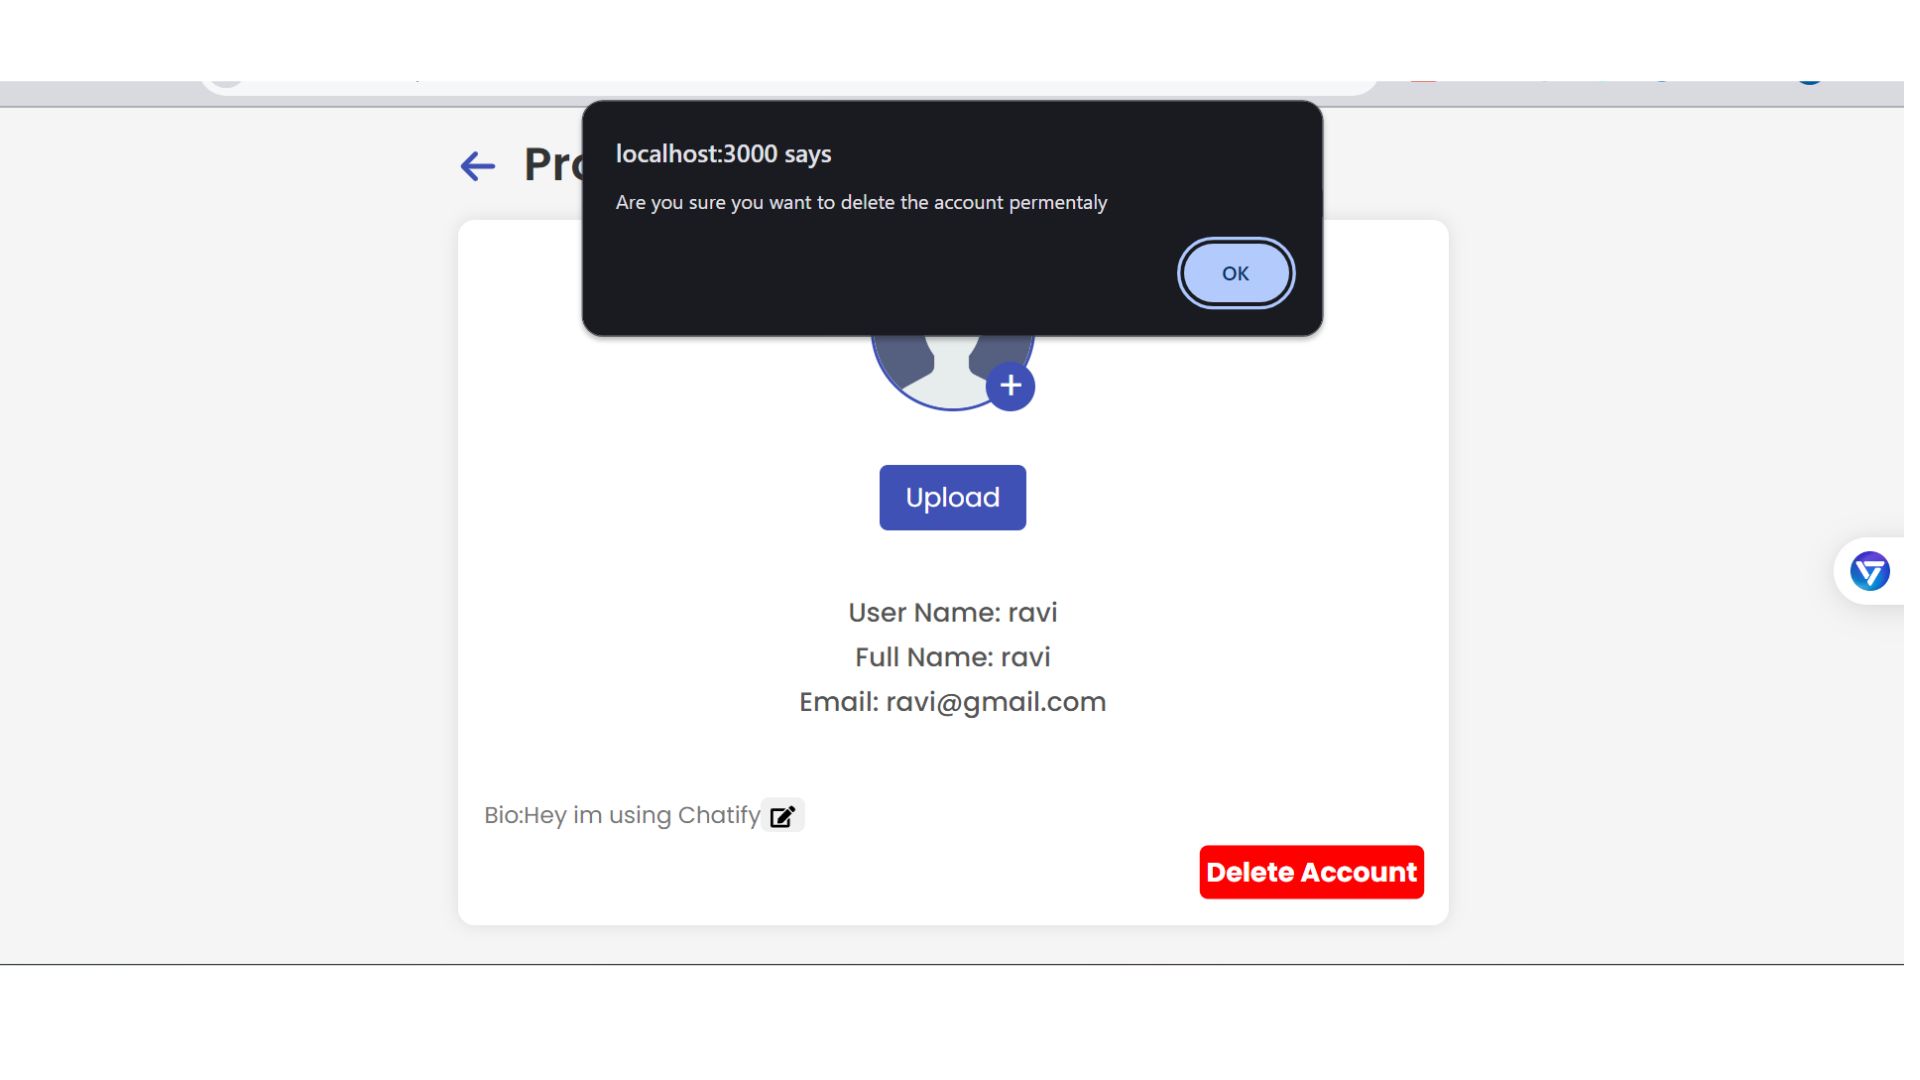 localhost:3000 says
Are you sure you want to delete the account permentaly
OK
Upload
User Name: ravi
Full Name: ravi
Email: ravi@gmail.com
Bio:Hey im using Chatify
Delete Account